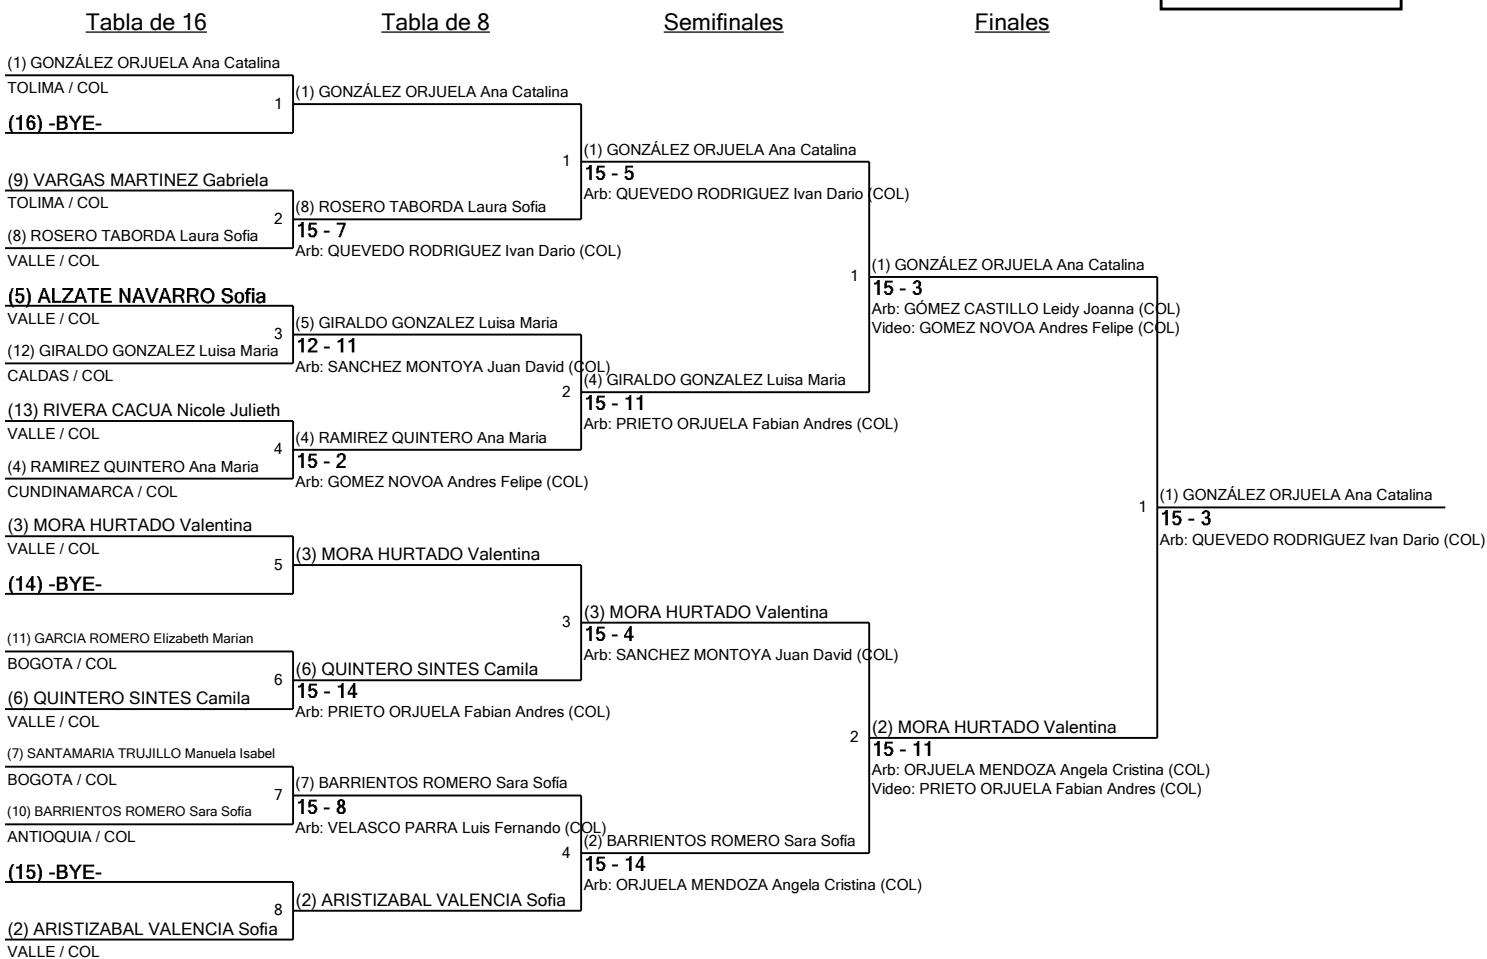 Tabla de 16
Tabla de 8
Semifinales
Finales
(1) GONZÁLEZ ORJUELA Ana Catalina
TOLIMA / COL
1
(16) -BYE-
(9) VARGAS MARTINEZ Gabriela
TOLIMA / COL
2
(8) ROSERO TABORDA Laura Sofia
VALLE / COL
(5) ALZATE NAVARRO Sofia
VALLE / COL
3
(12) GIRALDO GONZALEZ Luisa Maria
CALDAS / COL
(13) RIVERA CACUA Nicole Julieth
VALLE / COL
4
(4) RAMIREZ QUINTERO Ana Maria
CUNDINAMARCA / COL
(3) MORA HURTADO Valentina
VALLE / COL
5
(14) -BYE-
(11) GARCIA ROMERO Elizabeth Marian
BOGOTA / COL
6
(6) QUINTERO SINTES Camila
VALLE / COL
(7) SANTAMARIA TRUJILLO Manuela Isabel
BOGOTA / COL
7
(10) BARRIENTOS ROMERO Sara Sofía
ANTIOQUIA / COL
(15) -BYE-
8
(2) ARISTIZABAL VALENCIA Sofia
VALLE / COL
(1) GONZÁLEZ ORJUELA Ana Catalina
1
(8) ROSERO TABORDA Laura Sofia
15 - 7
Arb: QUEVEDO RODRIGUEZ Ivan Dario (COL)
(5) GIRALDO GONZALEZ Luisa Maria
12 - 11
Arb: SANCHEZ MONTOYA Juan David (COL)
2
(4) RAMIREZ QUINTERO Ana Maria
15 - 2
Arb: GOMEZ NOVOA Andres Felipe (COL)
(3) MORA HURTADO Valentina
3
(6) QUINTERO SINTES Camila
15 - 14
Arb: PRIETO ORJUELA Fabian Andres (COL)
(7) BARRIENTOS ROMERO Sara Sofía
15 - 8
Arb: VELASCO PARRA Luis Fernando (COL)
4
(2) ARISTIZABAL VALENCIA Sofia
(1) GONZÁLEZ ORJUELA Ana Catalina
15 - 5
Arb: QUEVEDO RODRIGUEZ Ivan Dario (COL)
1
(4) GIRALDO GONZALEZ Luisa Maria
15 - 11
Arb: PRIETO ORJUELA Fabian Andres (COL)
(3) MORA HURTADO Valentina
15 - 4
Arb: SANCHEZ MONTOYA Juan David (COL)
2
(2) BARRIENTOS ROMERO Sara Sofía
15 - 14
Arb: ORJUELA MENDOZA Angela Cristina (COL)
(1) GONZÁLEZ ORJUELA Ana Catalina
15 - 3
Arb: GÓMEZ CASTILLO Leidy Joanna (COL)
Video: GOMEZ NOVOA Andres Felipe (COL)
1
(2) MORA HURTADO Valentina
15 - 11
Arb: ORJUELA MENDOZA Angela Cristina (COL)
Video: PRIETO ORJUELA Fabian Andres (COL)
(1) GONZÁLEZ ORJUELA Ana Catalina
15 - 3
Arb: QUEVEDO RODRIGUEZ Ivan Dario (COL)